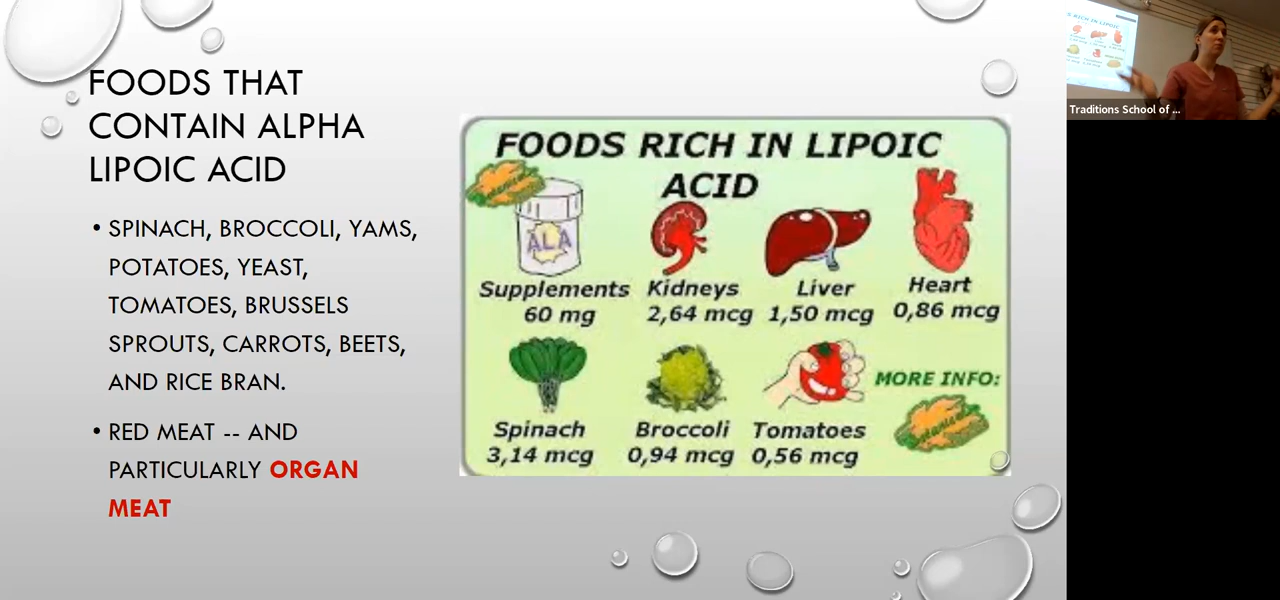 FOODS THAT
CONTAIN ALPHA
LIPOIC ACID
• SPINACH, BROCCOLI, YAMS,
POTATOES, YEAST,
TOMATOES, BRUSSELS
SPROUTS, CARROTS, BEETS,
AND RICE BRAN.
• RED MEAT -- AND
PARTICULARLY ORGAN
MEAT
FOODS RICH IN LIPOIC
ACID
ALA
Supplements
60 mg
Kidneys
2,64 mcg
Liver
1,50 mcg
Heart
0,86 mcg
Spinach
3,14 mcg
Broccoli
0,94 mcg
Tomatoes
0,56 mcg
MORE INFO:
Traditions School of ...